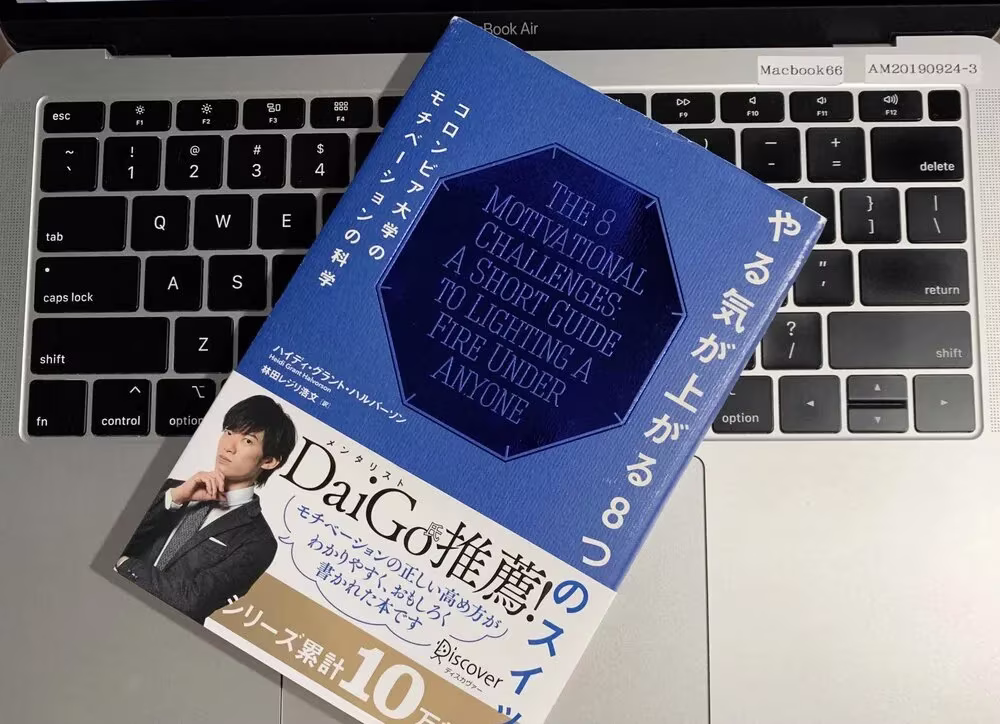 Book Air
Macbook66
AM20190924-3
esc
F1
F2
F3
F4
F9
F10
F11
F12
~
`
!
1
@
2
#
3
$
4
-
+
=
delete
tab
Q
W
E
{
}
]
|
\
caps lock
A
S
"
'
return
shift
Z
?
/
shift
fn
control
option
option
やる気が上がる8つのスイッ
コロンビア大学の
モチベーションの科学
THE 8
MOTIVATIONAL
CHALLENGES.
A SHORT GUIDE
TO LIGHTING A
FIRE UNDER
ANYONE
ハイディ・グラント・ハルバーソン
Heidi Grant Halvorson
林田レジリ浩文[訳]
メンタリスト
DaiGo氏推薦!
モチベーションの正しい高め方が
わかりやすく、おもしろく
書かれた本です
Discover
ディスカヴァー
シリーズ累計10万